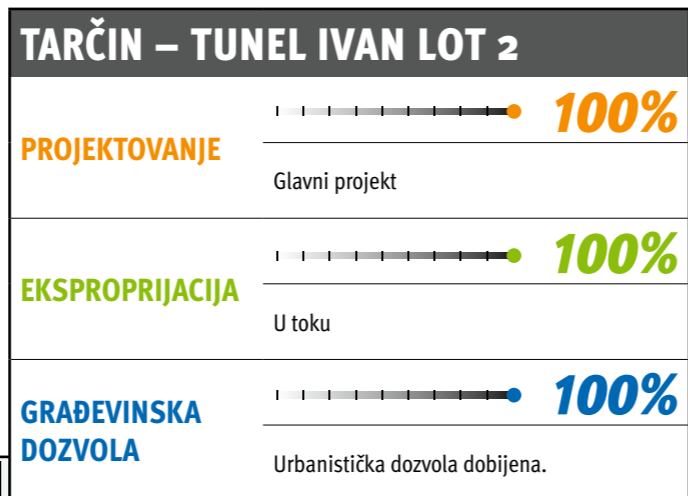 TARČIN – TUNEL IVAN LOT 2
PROJEKTOVANJE
100%
Glavni projekt
EKSPROPRIJACIJA
100%
U toku
GRAĐEVINSKA
DOZVOLA
100%
Urbanistička dozvola dobijena.